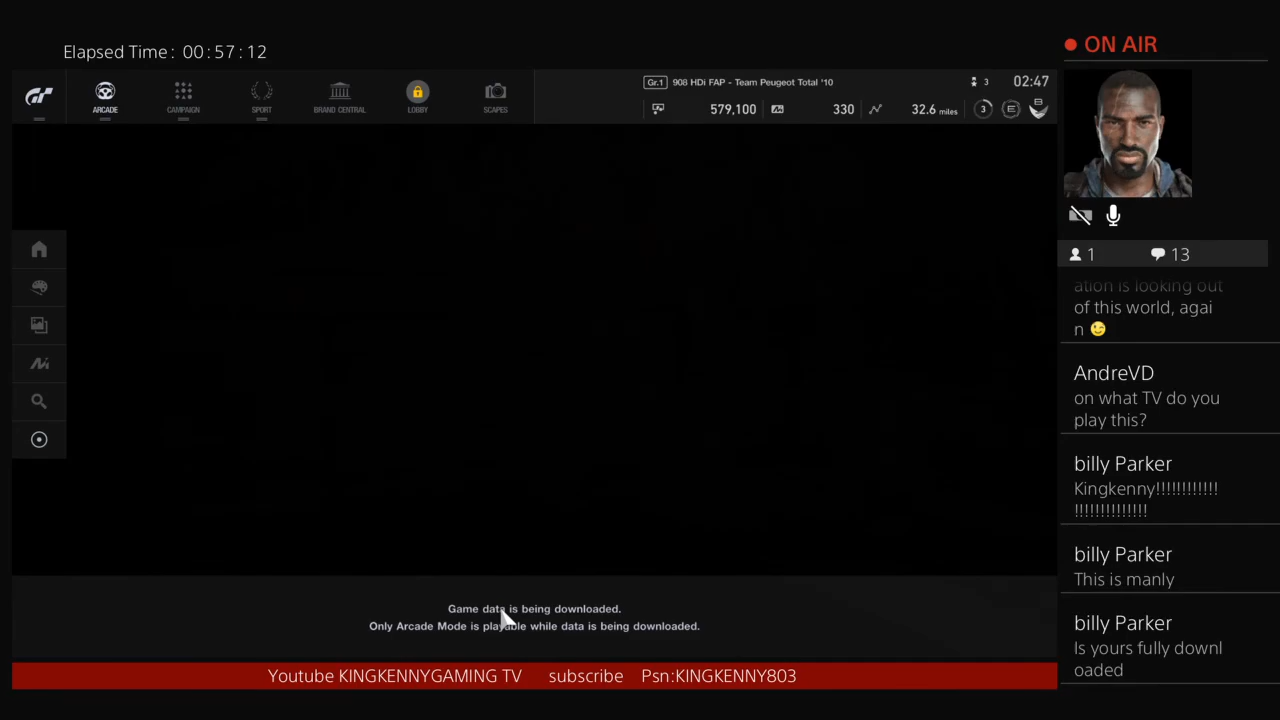 Elapsed Time: 00:57:12
ON AIR
ARCADE
CAMPAIGN
SPORT
BRAND CENTRAL
LOBBY
SCAPES
Gr.1 908 HDi FAP - Team Peugeot Total '10
3
02:47
579,100
330
32.6 miles
3
E
B
1
13
ation is looking out
of this world, agai
n 😉
AndreVD
on what TV do you
play this?
billy Parker
Kingkenny!!!!!!!!!!!!
!!!!!!!!!!!!!!
billy Parker
This is manly
billy Parker
Is yours fully downl
oaded
Game data is being downloaded.
Only Arcade Mode is playable while data is being downloaded.
Youtube KINGKENNYGAMING TV subscribe Psn:KINGKENNY803